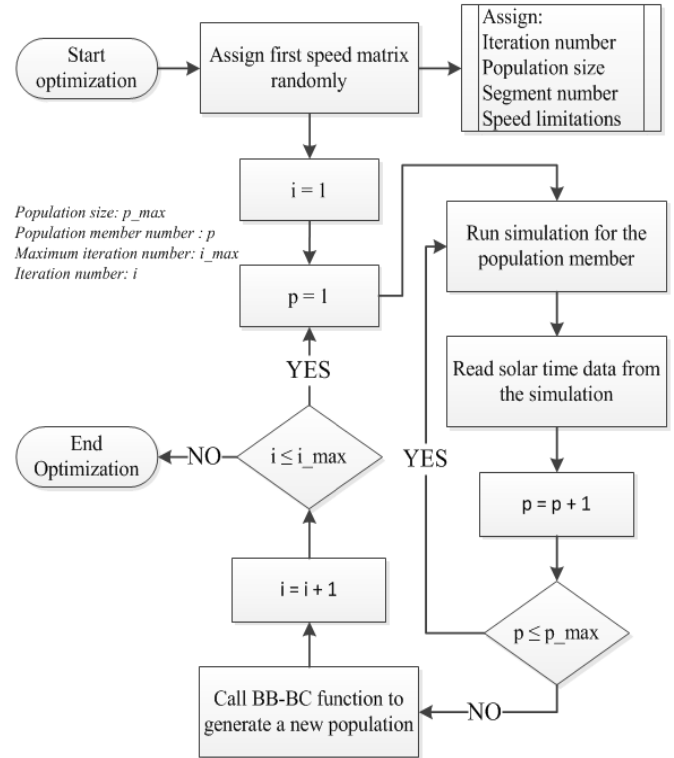 Start
optimization
Assign first speed matrix
randomly
Assign:
Iteration number
Population size
Segment number
Speed limitations
i = 1
Population size: p_max
Population member number : p
Maximum iteration number: i_max
Iteration number: i
p = 1
Run simulation for the
population member
YES
Read solar time data from
the simulation
End
Optimization
NO
i ≤ i_max
YES
p = p + 1
i = i + 1
p ≤ p_max
Call BB-BC function to
generate a new population
NO